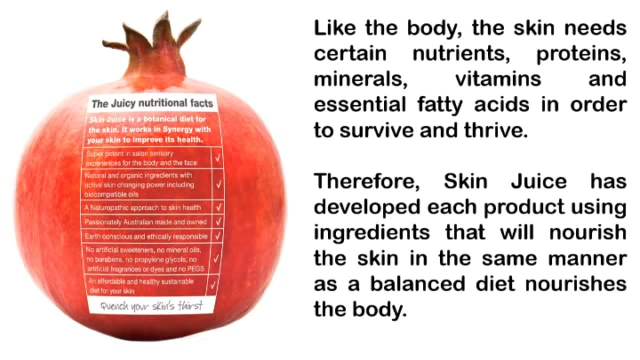 The Juicy nutritional facts
Skin Juice is a botanical diet for
the skin. It works in Synergy with
your skin to improve its health.
Super potent in salon sensory
experiences for the body and the face
√
Natural and organic ingredients with
active skin changing power including
biocompatible oils
√
A Naturopathic approach to skin health
√
Passionately Australian made and owned
√
Earth conscious and ethically responsible
√
No artificial sweeteners, no mineral oils,
no parabens, no propylene glycols, no
artificial fragrances or dyes and no PEGS
√
An affordable and healthy sustainable
diet for your skin
√
Quench your skin's thirst
Like the body, the skin needs
certain nutrients, proteins,
minerals, vitamins and
essential fatty acids in order
to survive and thrive.
Therefore, Skin Juice has
developed each product using
ingredients that will nourish
the skin in the same manner
as a balanced diet nourishes
the body.